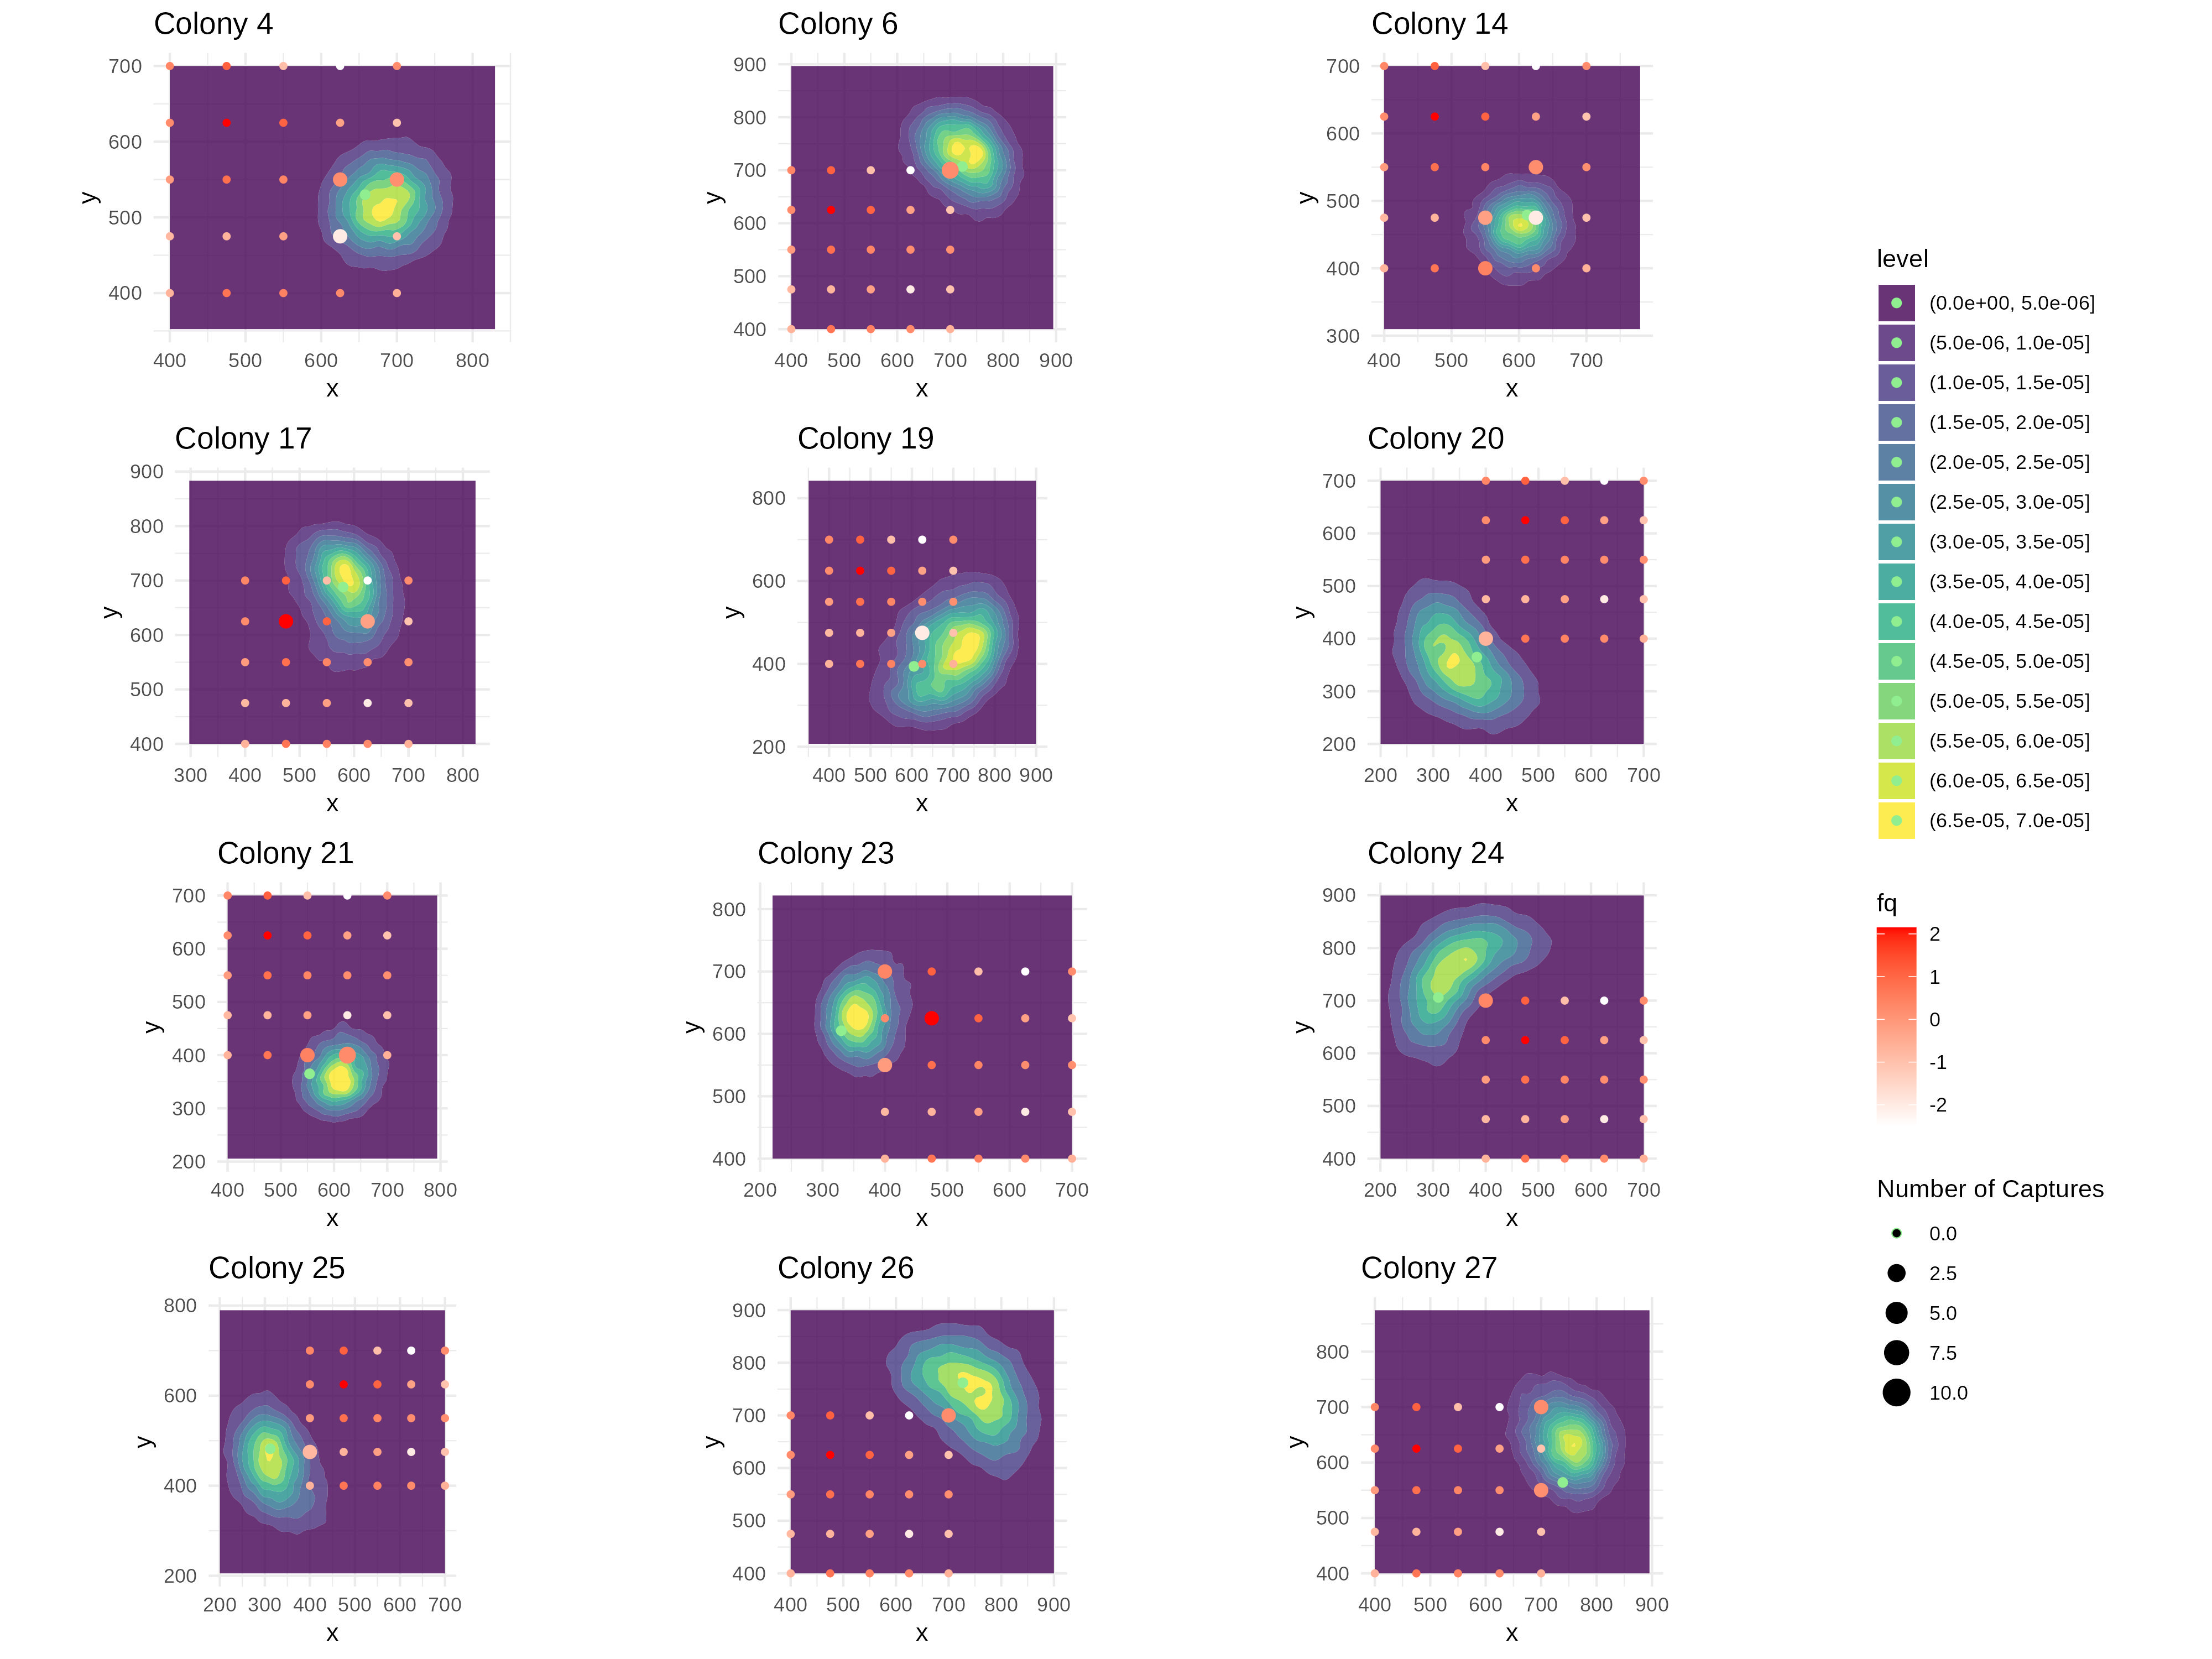 Colony 4
Colony 6
Colony 14
700
600
500
400
y
400 500 600 700 800
x
900
800
700
600
500
400
y
400 500 600 700 800 900
x
700
600
500
400
300
y
400 500 600 700
x
Colony 17
Colony 19
Colony 20
900
800
700
600
500
400
y
300 400 500 600 700 800
x
800
600
400
200
y
400 500 600 700 800 900
x
700
600
500
400
300
200
y
200 300 400 500 600 700
x
Colony 21
Colony 23
Colony 24
700
600
500
400
300
200
y
400 500 600 700 800
x
800
700
600
500
400
y
200 300 400 500 600 700
x
900
800
700
600
500
400
y
200 300 400 500 600 700
x
Colony 25
Colony 26
Colony 27
800
600
400
200
y
200 300 400 500 600 700
x
900
800
700
600
500
400
y
400 500 600 700 800 900
x
800
700
600
500
400
y
400 500 600 700 800 900
x
level
(0.0e+00, 5.0e-06]
(5.0e-06, 1.0e-05]
(1.0e-05, 1.5e-05]
(1.5e-05, 2.0e-05]
(2.0e-05, 2.5e-05]
(2.5e-05, 3.0e-05]
(3.0e-05, 3.5e-05]
(3.5e-05, 4.0e-05]
(4.0e-05, 4.5e-05]
(4.5e-05, 5.0e-05]
(5.0e-05, 5.5e-05]
(5.5e-05, 6.0e-05]
(6.0e-05, 6.5e-05]
(6.5e-05, 7.0e-05]
fq
2
1
0
-1
-2
Number of Captures
0.0
2.5
5.0
7.5
10.0